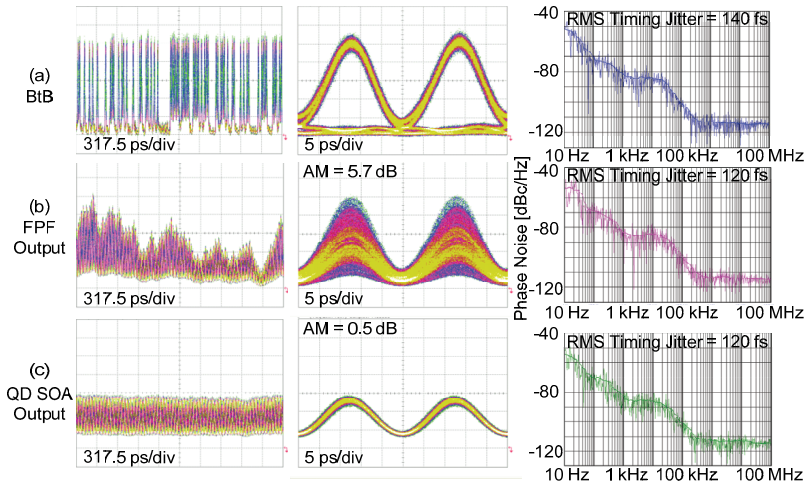 (a)
BtB
317.5 ps/div
5 ps/div
-40
-80
-120
RMS Timing Jitter = 140 fs
10 Hz 1 kHz 100 kHz 100 MHz
(b)
FPF
Output
317.5 ps/div
AM = 5.7 dB
5 ps/div
Phase Noise [dBc/Hz]
-40
-80
-120
RMS Timing Jitter = 120 fs
10 Hz 1 kHz 100 kHz 100 MHz
(c)
QD SOA
Output
317.5 ps/div
AM = 0.5 dB
5 ps/div
-40
-80
-120
RMS Timing Jitter = 120 fs
10 Hz 1 kHz 100 kHz 100 MHz